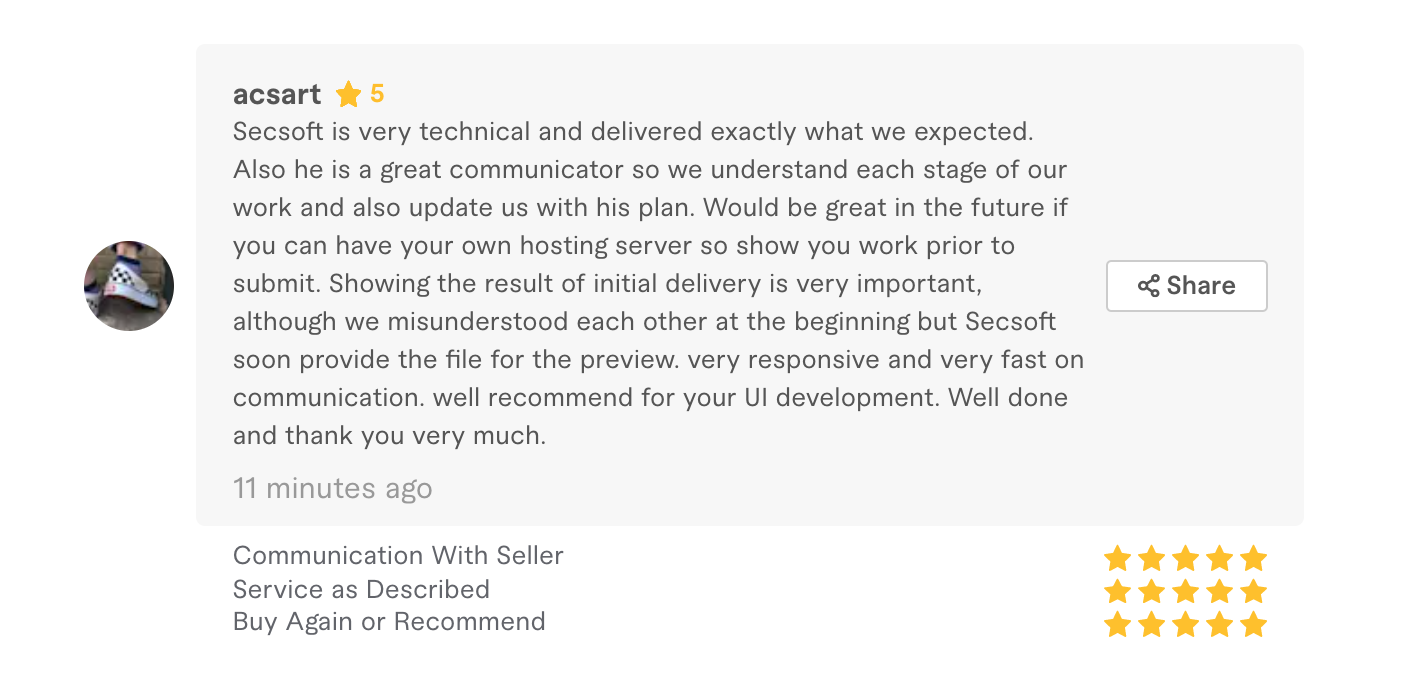 acsart 5
Secsoft is very technical and delivered exactly what we expected.
Also he is a great communicator so we understand each stage of our
work and also update us with his plan. Would be great in the future if
you can have your own hosting server so show you work prior to
submit. Showing the result of initial delivery is very important,
although we misunderstood each other at the beginning but Secsoft
soon provide the file for the preview. very responsive and very fast on
communication. well recommend for your UI development. Well done
and thank you very much.
11 minutes ago
Share
Communication With Seller
Service as Described
Buy Again or Recommend